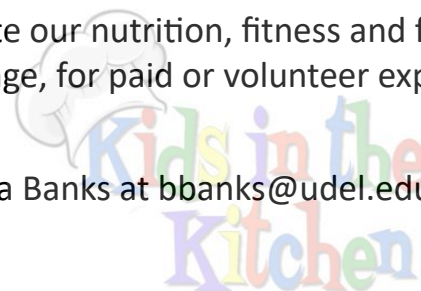 te our nutrition, fitness and f
ge, for paid or volunteer exp
Kids in the
a Banks at bbanks@udel.edu
Kitchen